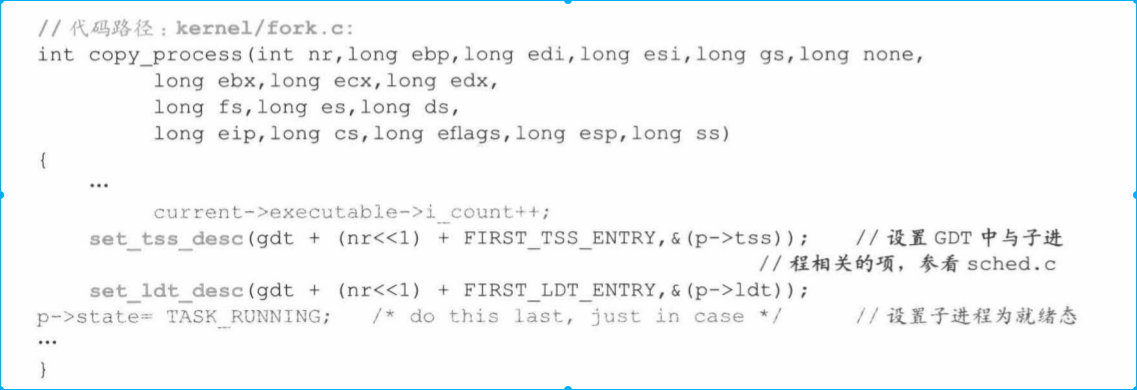 // 代码路径：kernel/fork.c:
int copy_process(int nr,long ebp,long edi,long esi,long gs,long none,
long ebx,long ecx,long edx,
long fs,long es,long ds,
long eip,long cs,long eflags,long esp,long ss)
{
…
current->executable->i_count++;
set_tss_desc(gdt + (nr<<1) + FIRST_TSS_ENTRY,&(p->tss)); // 设置 GDT 中与子进
// 程相关的项，参看 sched.c
set_ldt_desc(gdt + (nr<<1) + FIRST_LDT_ENTRY,&(p->ldt));
p->state= TASK_RUNNING; /* do this last, just in case */ // 设置子进程为就绪态
…
}